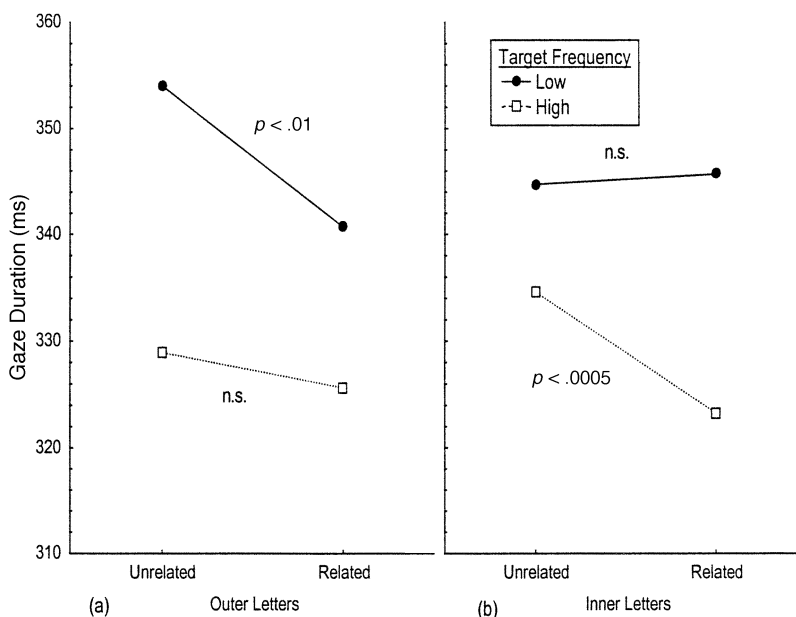 360
350
340
330
320
310
Gaze Duration (ms)
p < .01
n.s.
Unrelated
Related
(a)
Outer Letters
Target Frequency
Low
High
n.s.
p < .0005
Unrelated
Related
(b)
Inner Letters